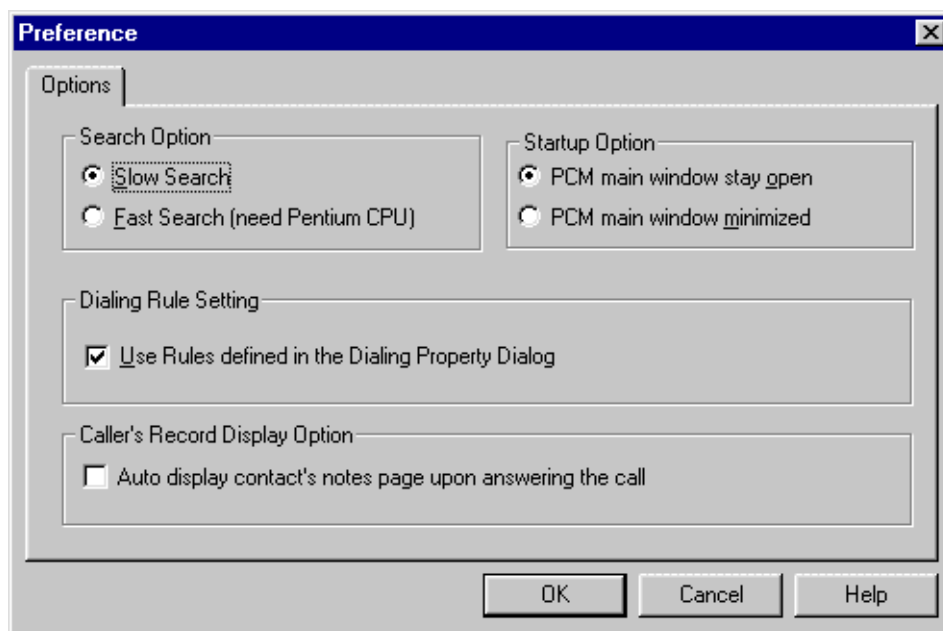 Preference
Options
Search Option
Slow Search
Fast Search (need Pentium CPU)
Startup Option
PCM main window stay open
PCM main window minimized
Dialing Rule Setting
Use Rules defined in the Dialing Property Dialog
Caller's Record Display Option
Auto display contact's notes page upon answering the call
OK
Cancel
Help